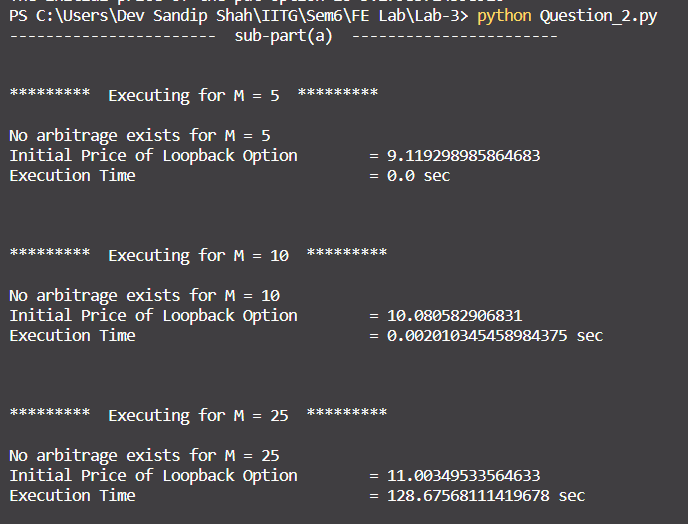 PS C:\Users\Dev Sandip Shah\IITG\Sem6\FE Lab\Lab-3> python Question_2.py
----------------------- sub-part(a) -----------------------
********* Executing for M = 5 *********
No arbitrage exists for M = 5
Initial Price of Loopback Option = 9.119298985864683
Execution Time = 0.0 sec
********* Executing for M = 10 *********
No arbitrage exists for M = 10
Initial Price of Loopback Option = 10.080582906831
Execution Time = 0.002010345458984375 sec
********* Executing for M = 25 *********
No arbitrage exists for M = 25
Initial Price of Loopback Option = 11.00349533564633
Execution Time = 128.67568111419678 sec